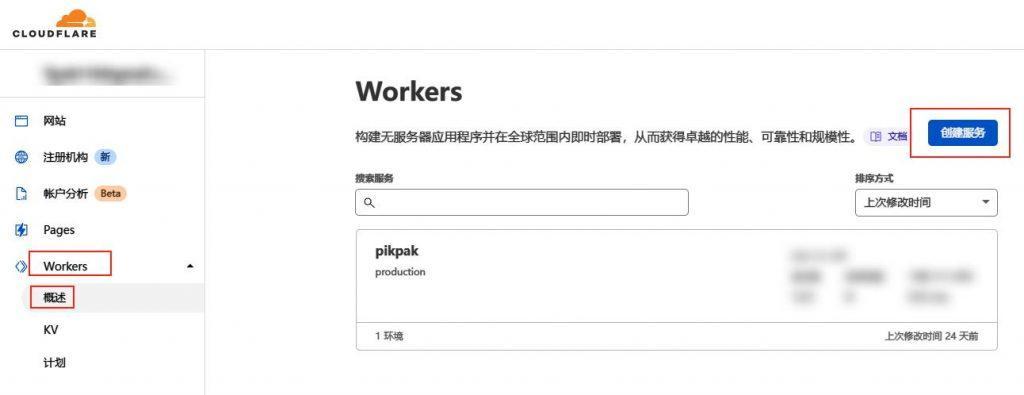 CLOUDFLARE
网站
注册机构 新
帐户分析 Beta
Pages
Workers
概述
KV
计划
Workers
构建无服务器应用程序并在全球范围内即时部署，从而获得卓越的性能、可靠性和规模性。 文档 创建服务
搜索服务 排序方式
上次修改时间
pikpak
production
1 环境 上次修改时间 24 天前